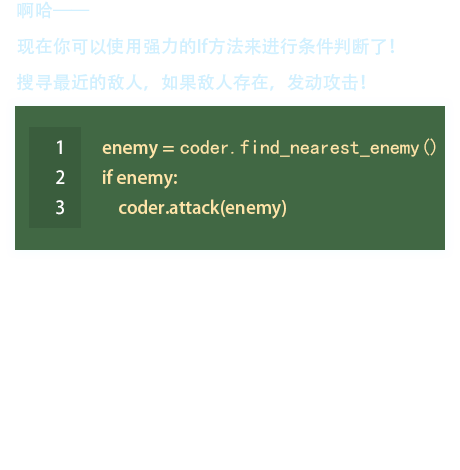 啊哈——
现在你可以使用强力的If方法来进行条件判断了!
搜寻最近的敌人，如果敌人存在，发动攻击!
1 enemy = coder.find_nearest_enemy()
2 if enemy:
3 coder.attack(enemy)